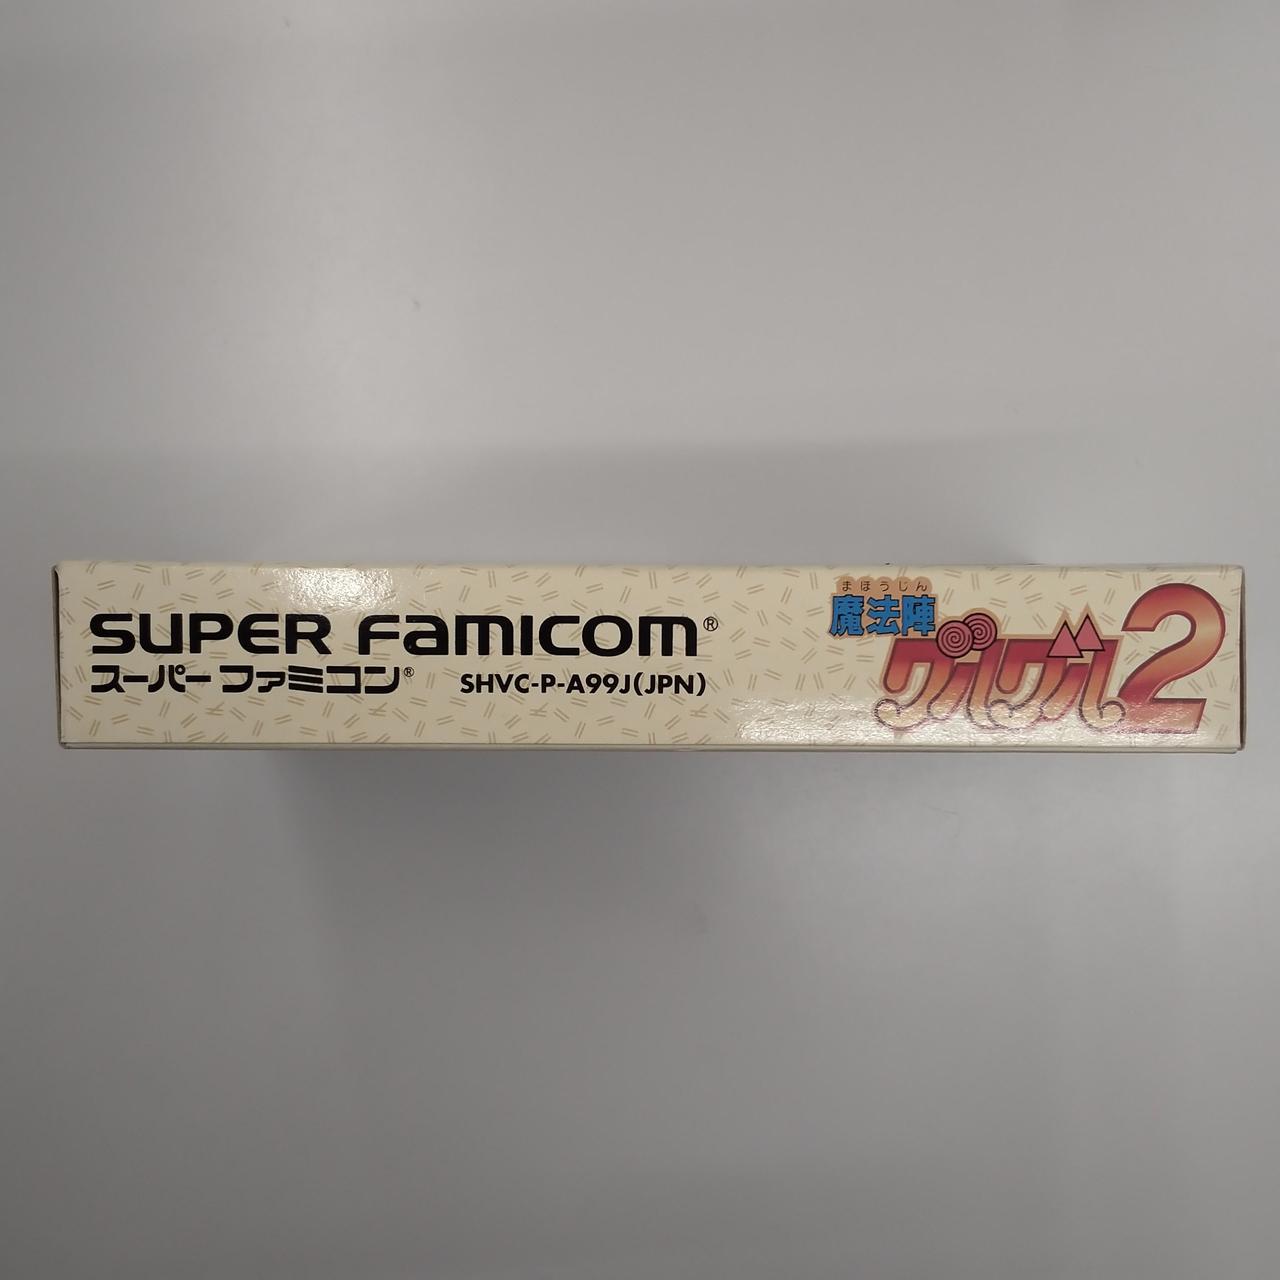 SUPER FAMICOM®
スーパーファミコン®
SHVC-P-A99J(JPN)
まほうじん
魔法陣
グルグル2